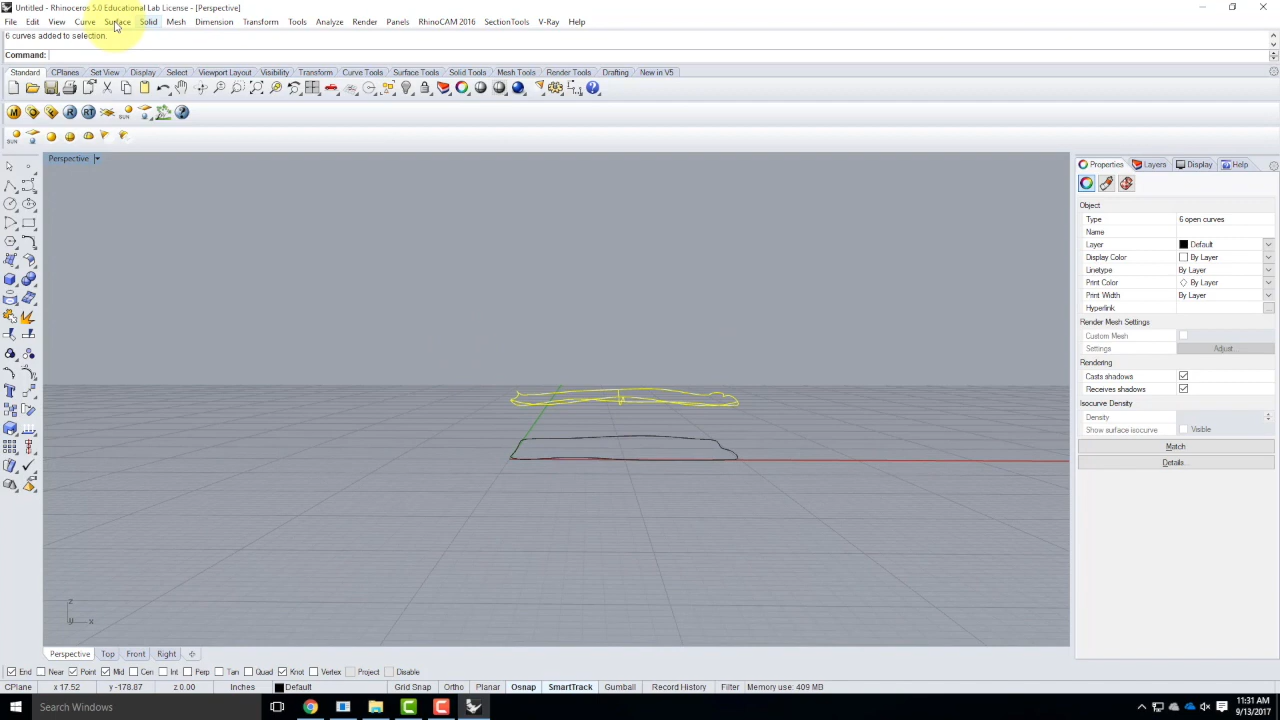 Untitled - Rhinoceros 5.0 Educational Lab License - [Perspective]
File Edit View Curve Surface Solid Mesh Dimension Transform Tools Analyze Render Panels RhinoCAM 2016 SectionTools V-Ray Help
6 curves added to selection.
Command:
Standard CPlanes Set View Display Select Viewport Layout Visibility Transform Curve Tools Surface Tools Solid Tools Mesh Tools Render Tools Drafting New in V5
M R RT SUN
SUN
Perspective
Properties Layers Display Help
Object
Type 6 open curves
Name
Layer Default
Display Color By Layer
Linetype By Layer
Print Color By Layer
Print Width By Layer
Hyperlink
Render Mesh Settings
Custom Mesh
Settings Adjust...
Rendering
Casts shadows
Receives shadows
Isocurve Density
Density
Show surface isocurve Visible
Match
Details...
z
y x
Perspective Top Front Right
End Near Point Mid Cen Int Perp Tan Quad Knot Vertex Project Disable
CPlane x 17.52 y -178.87 z 0.00 Inches Default Grid Snap Ortho Planar Osnap SmartTrack Gumball Record History Filter Memory use: 409 MB
Search Windows
11:31 AM
9/13/2017